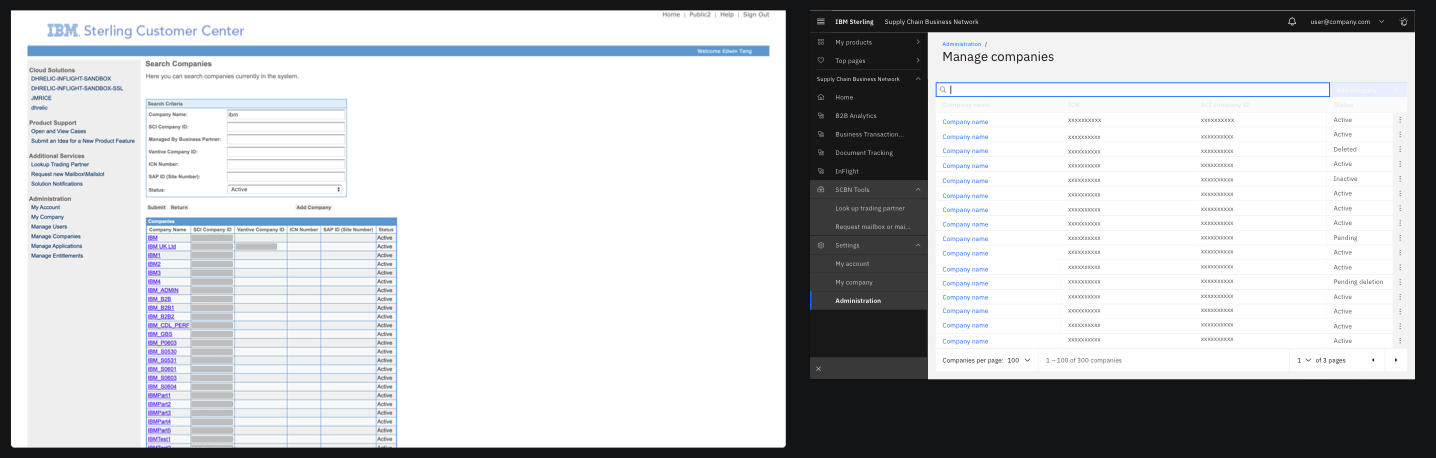 Home | Public2 | Help | Sign Out
IBM. Sterling Customer Center
Welcome Edwin Tang
Cloud Solutions
DHRELIC-INFLIGHT-SANDBOX
DHRELIC-INFLIGHT-SANDBOX-SSL
JMRICE
dhrelic
Product Support
Open and View Cases
Submit an Idea for a New Product Feature
Additional Services
Lookup Trading Partner
Request new Mailbox\Mailslot
Solution Notifications
Administration
My Account
My Company
Manage Users
Manage Companies
Manage Applications
Manage Entitlements
Search Companies
Here you can search companies currently in the system.
Search Criteria
Company Name: ibm
SCI Company ID:
Managed By Business Partner:
Vantive Company ID:
ICN Number:
SAP ID (Site Number):
Status: Active
Submit Return Add Company
Companies
Company Name SCI Company ID Vantive Company ID ICN Number SAP ID (Site Number) Status
IBM Active
IBM UK Ltd Active
IBM1 Active
IBM2 Active
IBM3 Active
IBM4 Active
IBM_ADMIN Active
IBM_B2B Active
IBM_B2B1 Active
IBM_B2B2 Active
IBM_CDL_PERF Active
IBM_GBS Active
IBM_P0603 Active
IBM_S0530 Active
IBM_S0531 Active
IBM_S0601 Active
IBM_S0603 Active
IBM_S0604 Active
IBMPart1 Active
IBMPart2 Active
IBMPart3 Active
IBMPart4 Active
IBMPart5 Active
IBMTest1 Active
IBM Sterling Supply Chain Business Network user@company.com
My products
Top pages
Supply Chain Business Network
Home
B2B Analytics
Business Transaction...
Document Tracking
InFlight
SCBN Tools
Look up trading partner
Request mailbox or mai...
Settings
My account
My company
Administration
Administration /
Manage companies
Company name ICN SCI company ID Status
Company name xxxxxxxxxx xxxxxxxxxx Active
Company name xxxxxxxxxx xxxxxxxxxx Active
Company name xxxxxxxxxx xxxxxxxxxx Deleted
Company name xxxxxxxxxx xxxxxxxxxx Active
Company name xxxxxxxxxx xxxxxxxxxx Inactive
Company name xxxxxxxxxx xxxxxxxxxx Active
Company name xxxxxxxxxx xxxxxxxxxx Active
Company name xxxxxxxxxx xxxxxxxxxx Active
Company name xxxxxxxxxx xxxxxxxxxx Pending
Company name xxxxxxxxxx xxxxxxxxxx Active
Company name xxxxxxxxxx xxxxxxxxxx Active
Company name xxxxxxxxxx xxxxxxxxxx Pending deletion
Company name xxxxxxxxxx xxxxxxxxxx Active
Company name xxxxxxxxxx xxxxxxxxxx Active
Company name xxxxxxxxxx xxxxxxxxxx Active
Company name xxxxxxxxxx xxxxxxxxxx Active
Companies per page: 100 1 – 100 of 300 companies 1 of 3 pages